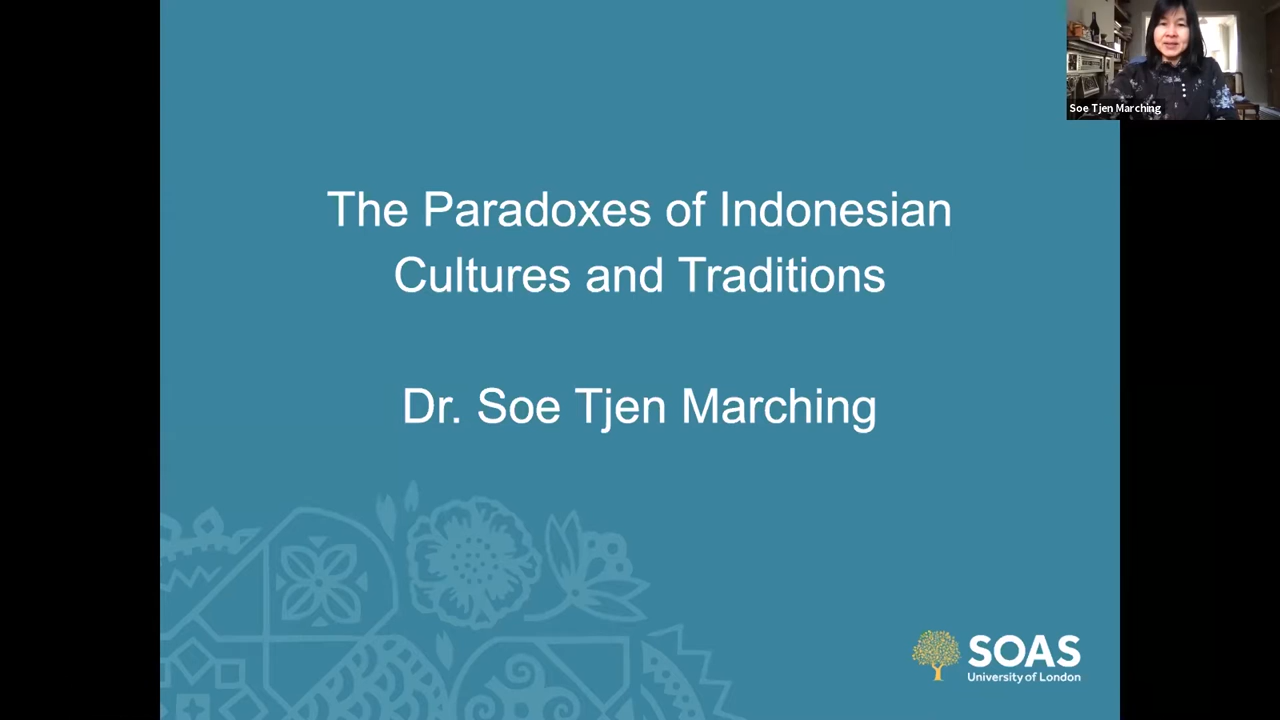 Soe Tjen Marching
The Paradoxes of Indonesian
Cultures and Traditions
Dr. Soe Tjen Marching
SOAS
University of London